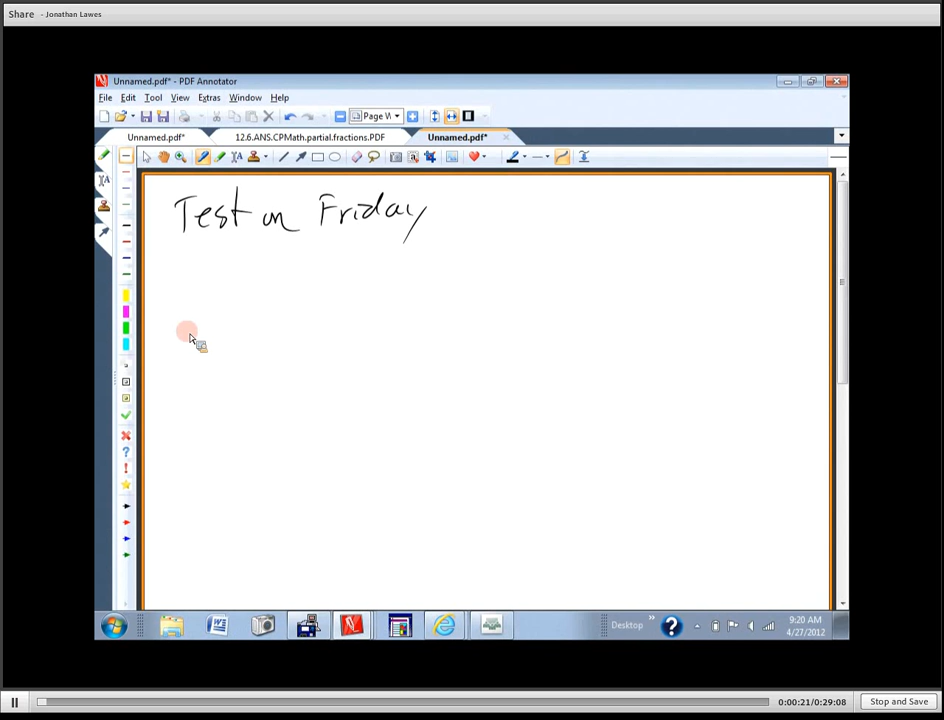 Share - Jonathan Lawes
Unnamed.pdf* - PDF Annotator
File Edit Tool View Extras Window Help
Page W
Unnamed.pdf* 12.6.ANS.CPMath.partial.fractions.PDF Unnamed.pdf*
Test on Friday
Desktop
9:20 AM
4/27/2012
0:00:21/0:29:08 Stop and Save